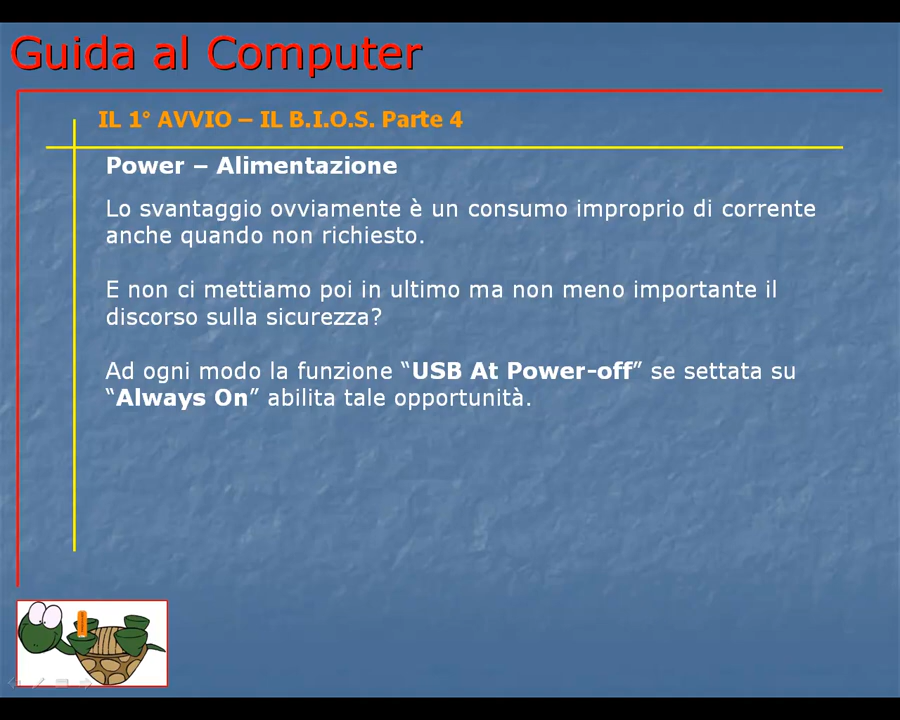 Guida al Computer
IL 1° AVVIO – IL B.I.O.S. Parte 4
Power – Alimentazione
Lo svantaggio ovviamente è un consumo improprio di corrente
anche quando non richiesto.
E non ci mettiamo poi in ultimo ma non meno importante il
discorso sulla sicurezza?
Ad ogni modo la funzione “USB At Power-off” se settata su
“Always On” abilita tale opportunità.